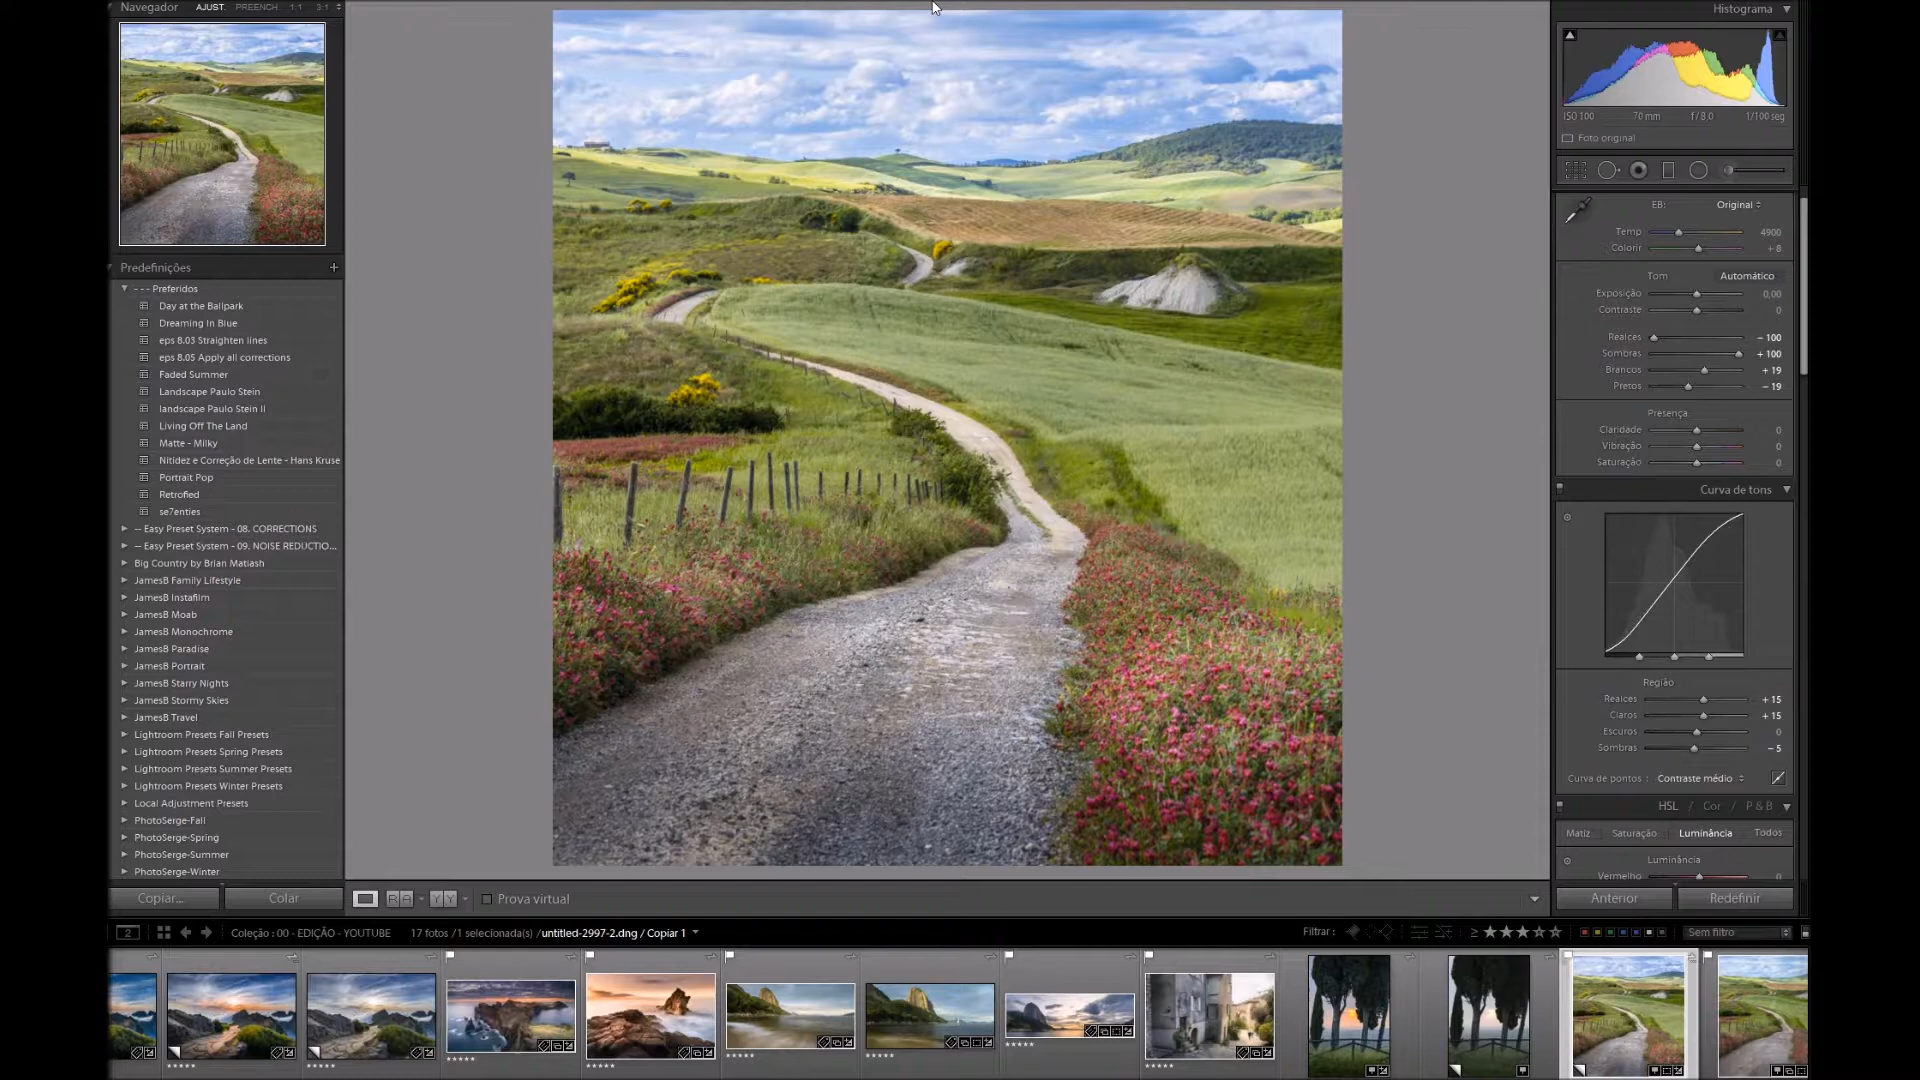 Navegador AJUST. PREENCH. 1:1 3:1
Predefinições +
- - - Preferidos
Day at the Ballpark
Dreaming In Blue
eps 8.03 Straighten lines
eps 8.05 Apply all corrections
Faded Summer
Landscape Paulo Stein
landscape Paulo Stein II
Living Off The Land
Matte - Milky
Nitidez e Correção de Lente - Hans Kruse
Portrait Pop
Retrofied
se7enties
-- Easy Preset System - 08. CORRECTIONS
-- Easy Preset System - 09. NOISE REDUCTIO...
Big Country by Brian Matiash
JamesB Family Lifestyle
JamesB Instafilm
JamesB Moab
JamesB Monochrome
JamesB Paradise
JamesB Portrait
JamesB Starry Nights
JamesB Stormy Skies
JamesB Travel
Lightroom Presets Fall Presets
Lightroom Presets Spring Presets
Lightroom Presets Summer Presets
Lightroom Presets Winter Presets
Local Adjustment Presets
PhotoSerge-Fall
PhotoSerge-Spring
PhotoSerge-Summer
PhotoSerge-Winter
Copiar... Colar
R A Y Y Prova virtual
Histograma
ISO 100 70 mm f / 8,0 1/100 seg
Foto original
EB: Original
Temp 4900
Colorir + 8
Tom Automático
Exposição 0,00
Contraste 0
Realces - 100
Sombras + 100
Brancos + 19
Pretos - 19
Presença
Claridade 0
Vibração 0
Saturação 0
Curva de tons
Região
Realces + 15
Claros + 15
Escuros 0
Sombras - 5
Curva de pontos : Contraste médio
HSL / Cor / P & B
Matiz Saturação Luminância Todos
Luminância
Vermelho 0
Anterior Redefinir
2 Coleção : 00 - EDIÇÃO - YOUTUBE 17 fotos /1 selecionada(s) /untitled-2997-2.dng / Copiar 1 Filtrar : ≥ ★★★☆☆ Sem filtro